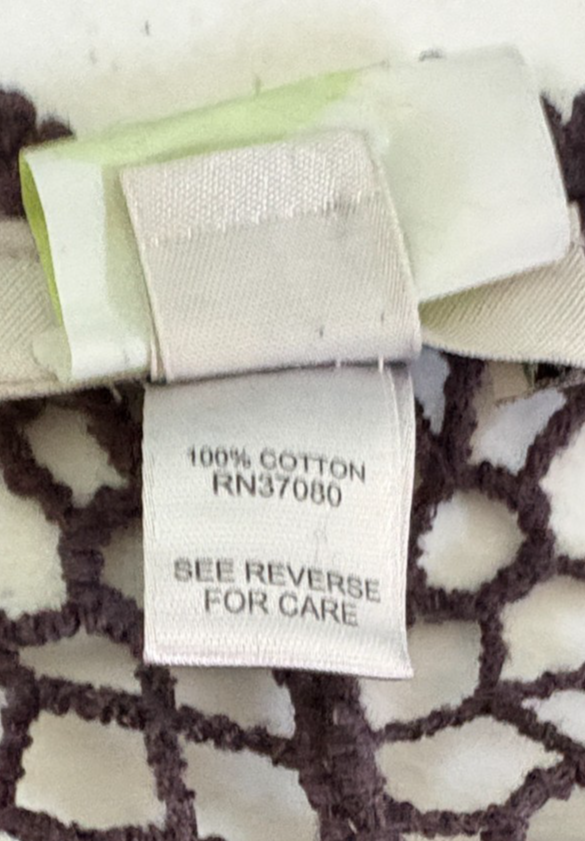 100% COTTON
RN37080
SEE REVERSE
FOR CARE